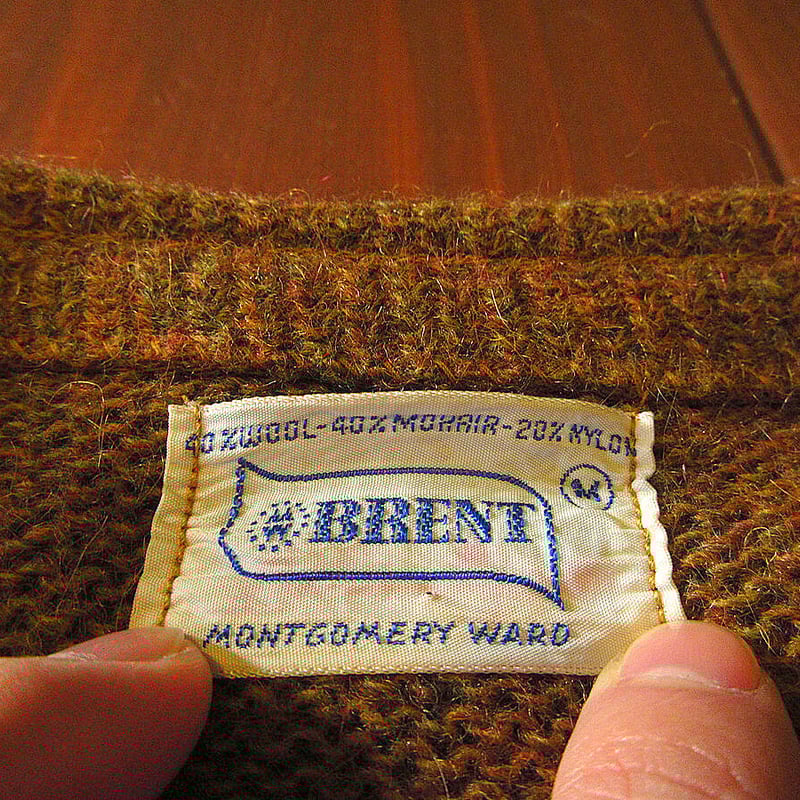 40%WOOL-40%MOHAIR-20%NYLON
BRENT
M
MONTGOMERY WARD